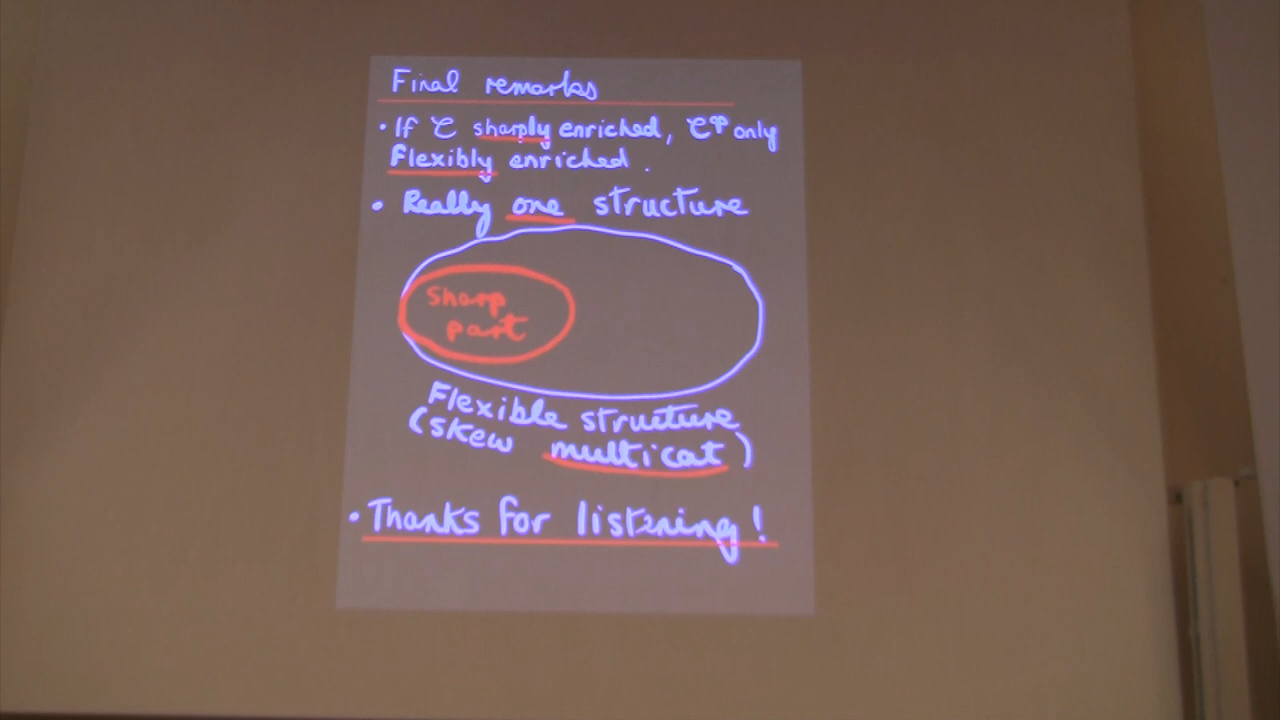 Final remarks
• If C sharply enriched, C^op only
flexibly enriched.
• Really one structure
Sharp
part
Flexible structure
(skew multicat)
• Thanks for listening!